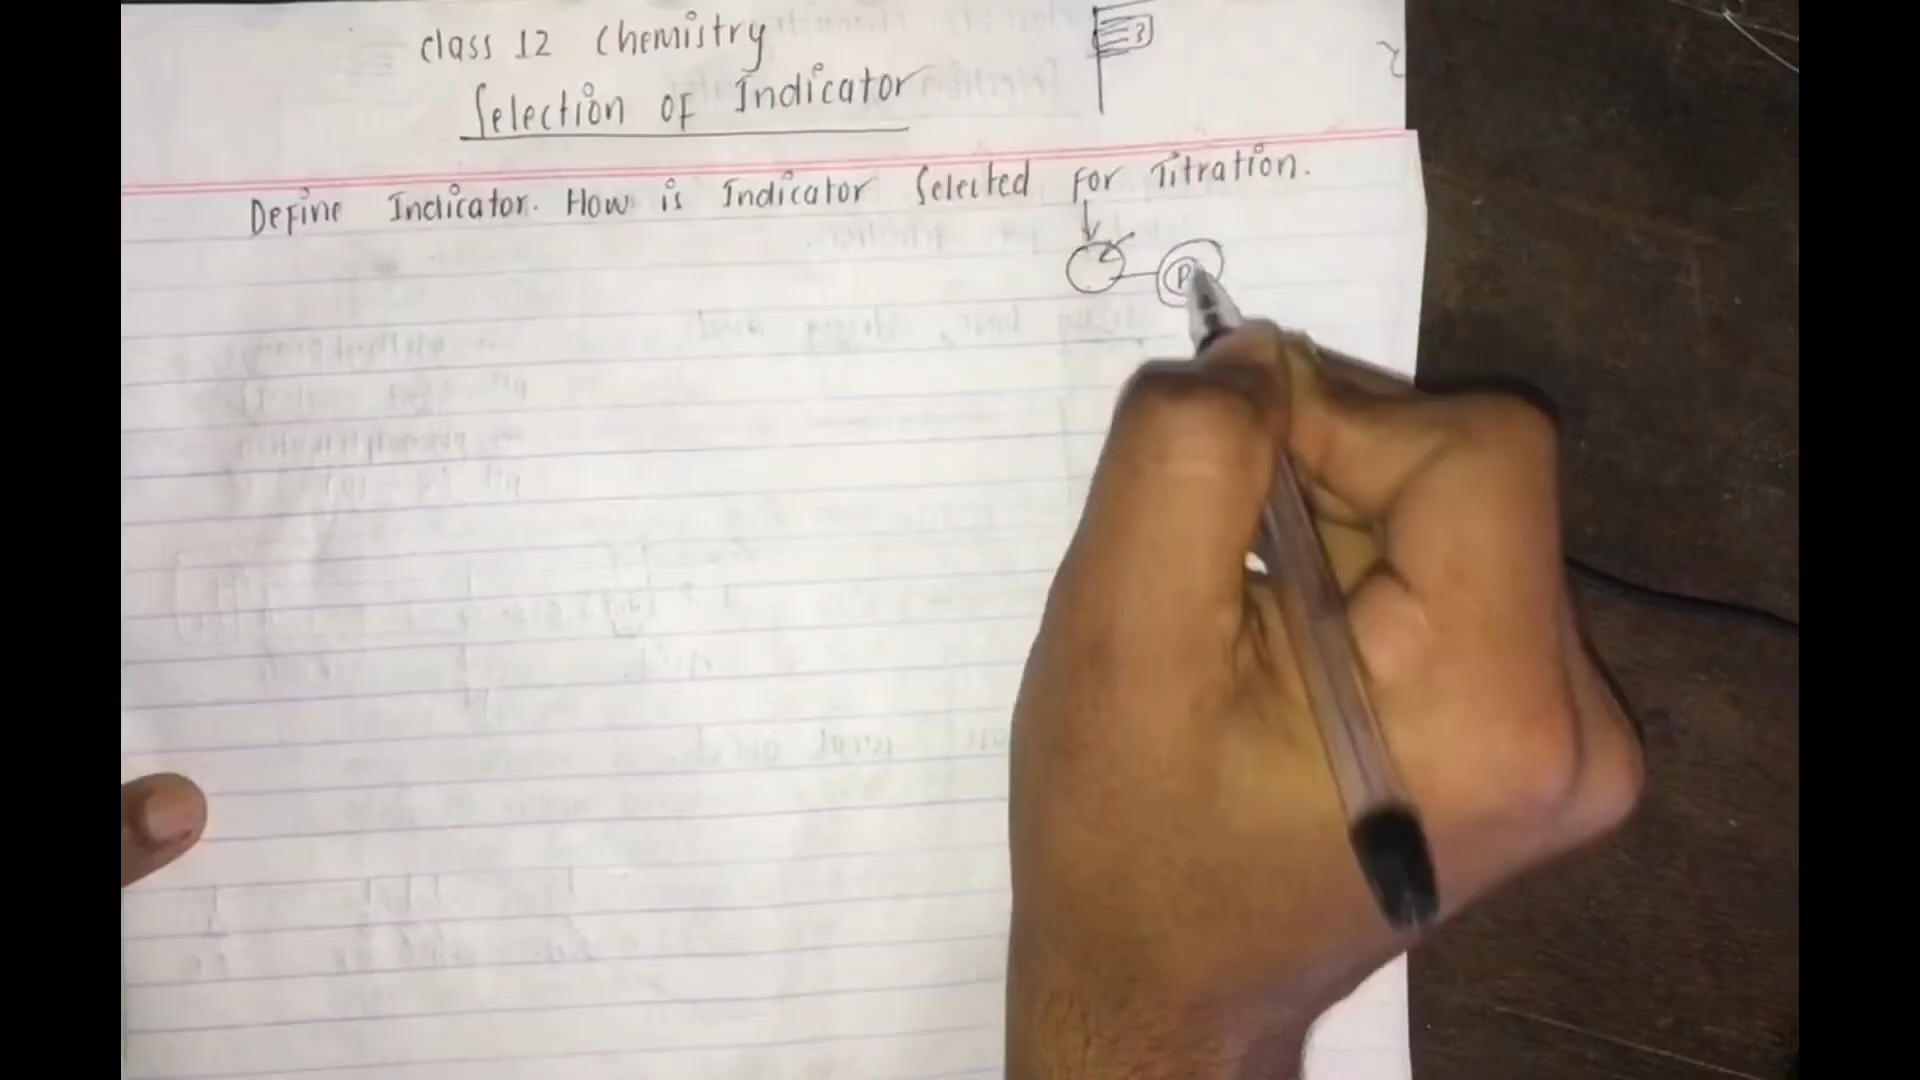 class 12 chemistry
Selection of Indicator
Define Indicator. How is Indicator Selected for Titration.
P